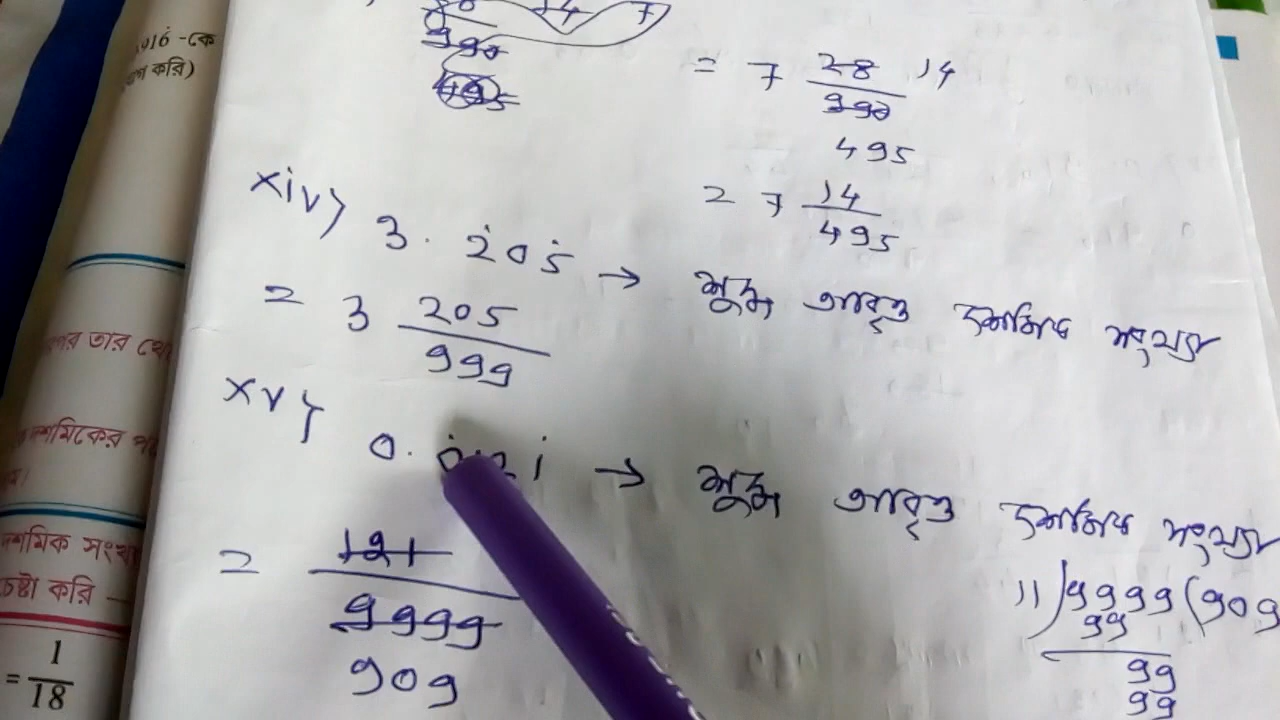 916 -কে
করি)
= 7 28/990 14
495
= 7 14/495
xiv) 3.2̇05̇ → শুদ্ধ আবৃত্ত দশমিক সংখ্যা
= 3 205/999
xv) 0. → শুদ্ধ আবৃত্ত দশমিক সংখ্যা
= 121/9999
909
11)9999(909
99
99
99
তার
দশমিকের
দশমিক সংখ্যা
চেষ্টা করি
= 1/18